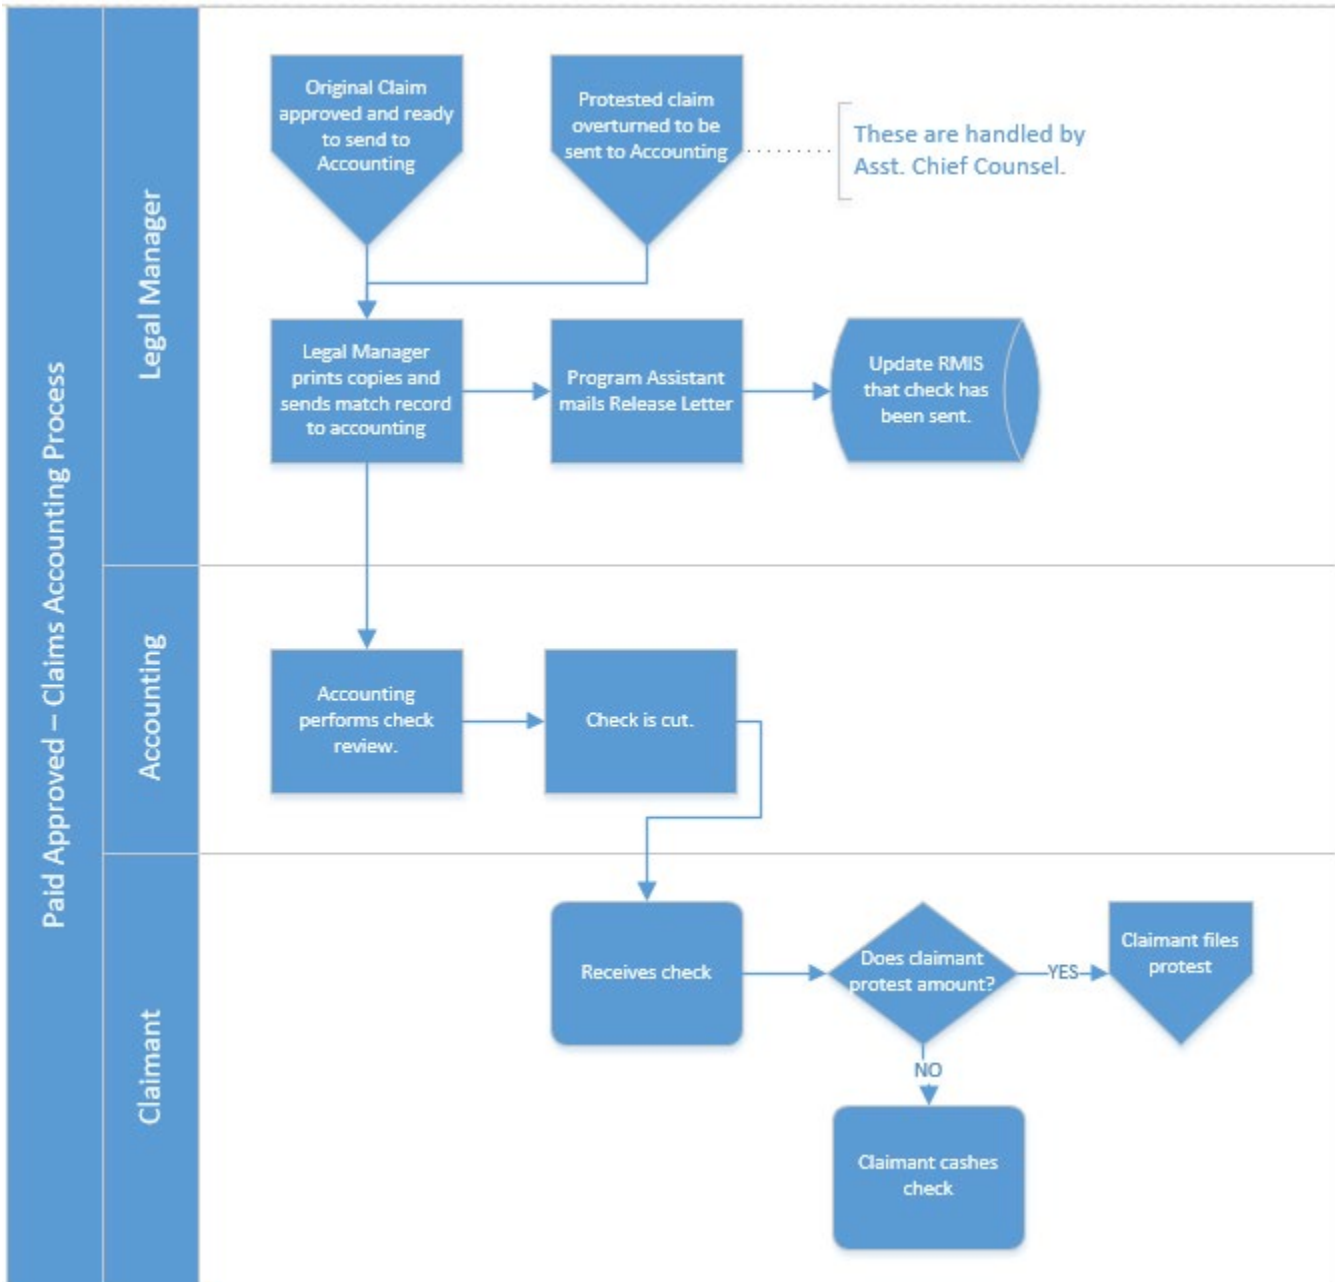 Paid Approved – Claims Accounting Process
Legal Manager
Original Claim
approved and ready
to send to
Accounting
Protested claim
overturned to be
sent to Accounting
These are handled by
Asst. Chief Counsel.
Legal Manager
prints copies and
sends match record
to accounting
Program Assistant
mails Release Letter
Update RMIS
that check has
been sent.
Accounting
Accounting
performs check
review.
Check is cut.
Claimant
Receives check
Does claimant
protest amount?
YES
Claimant files
protest
NO
Claimant cashes
check